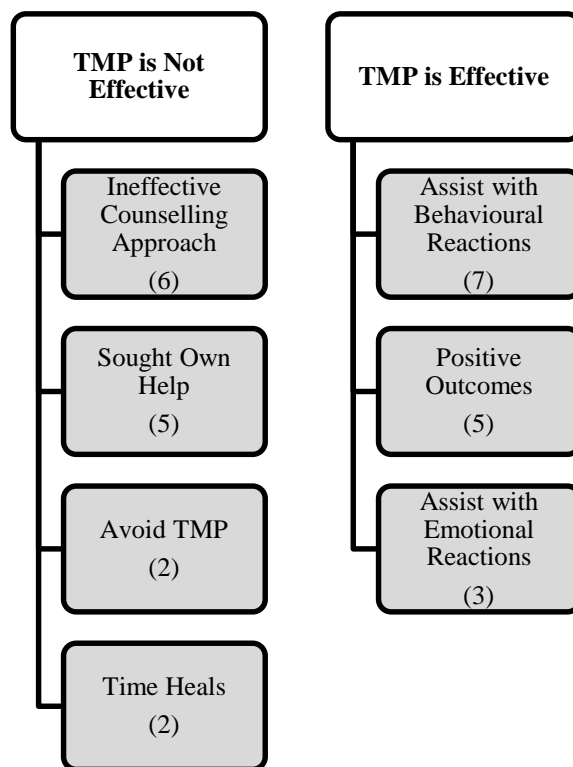 TMP is Not
Effective
Ineffective
Counselling
Approach
(6)
Sought Own
Help
(5)
Avoid TMP
(2)
Time Heals
(2)
TMP is Effective
Assist with
Behavioural
Reactions
(7)
Positive
Outcomes
(5)
Assist with
Emotional
Reactions
(3)